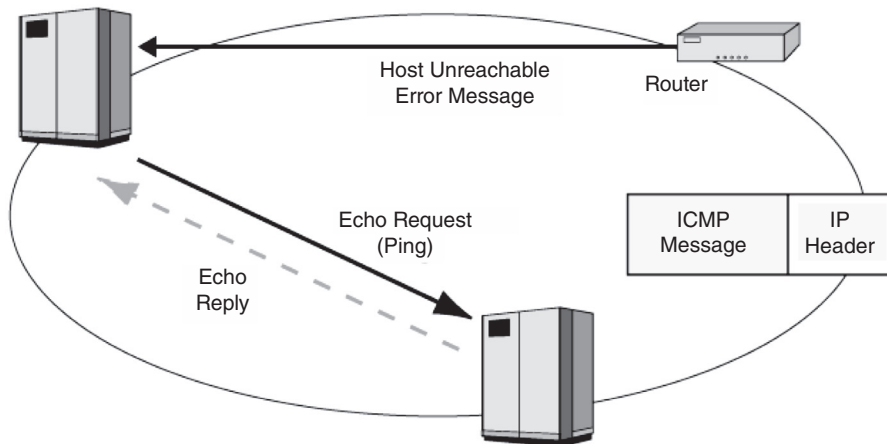 Host Unreachable
Error Message
Router
ICMP
Message
IP
Header
Echo Request
(Ping)
Echo
Reply